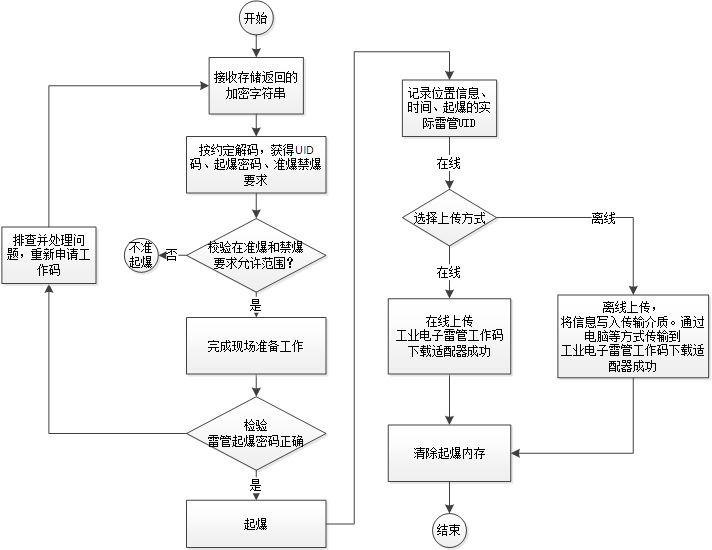 开始
接收存储返回的
加密字符串
按约定解码，获得UID
码、起爆密码、准爆禁爆
要求
校验在准爆和禁爆
要求允许范围？
否
不准
起爆
是
完成现场准备工作
检验
雷管起爆密码正确
排查并处理问
题，重新申请工
作码
是
起爆
记录位置信息、
时间、起爆的实
际雷管UID
在线
选择上传方式
离线
在线
在线上传
工业电子雷管工作码
下载适配器成功
离线上传，
将信息写入传输介质。通过
电脑等方式传输到
工业电子雷管工作码下载适
配器成功
清除起爆内存
结束